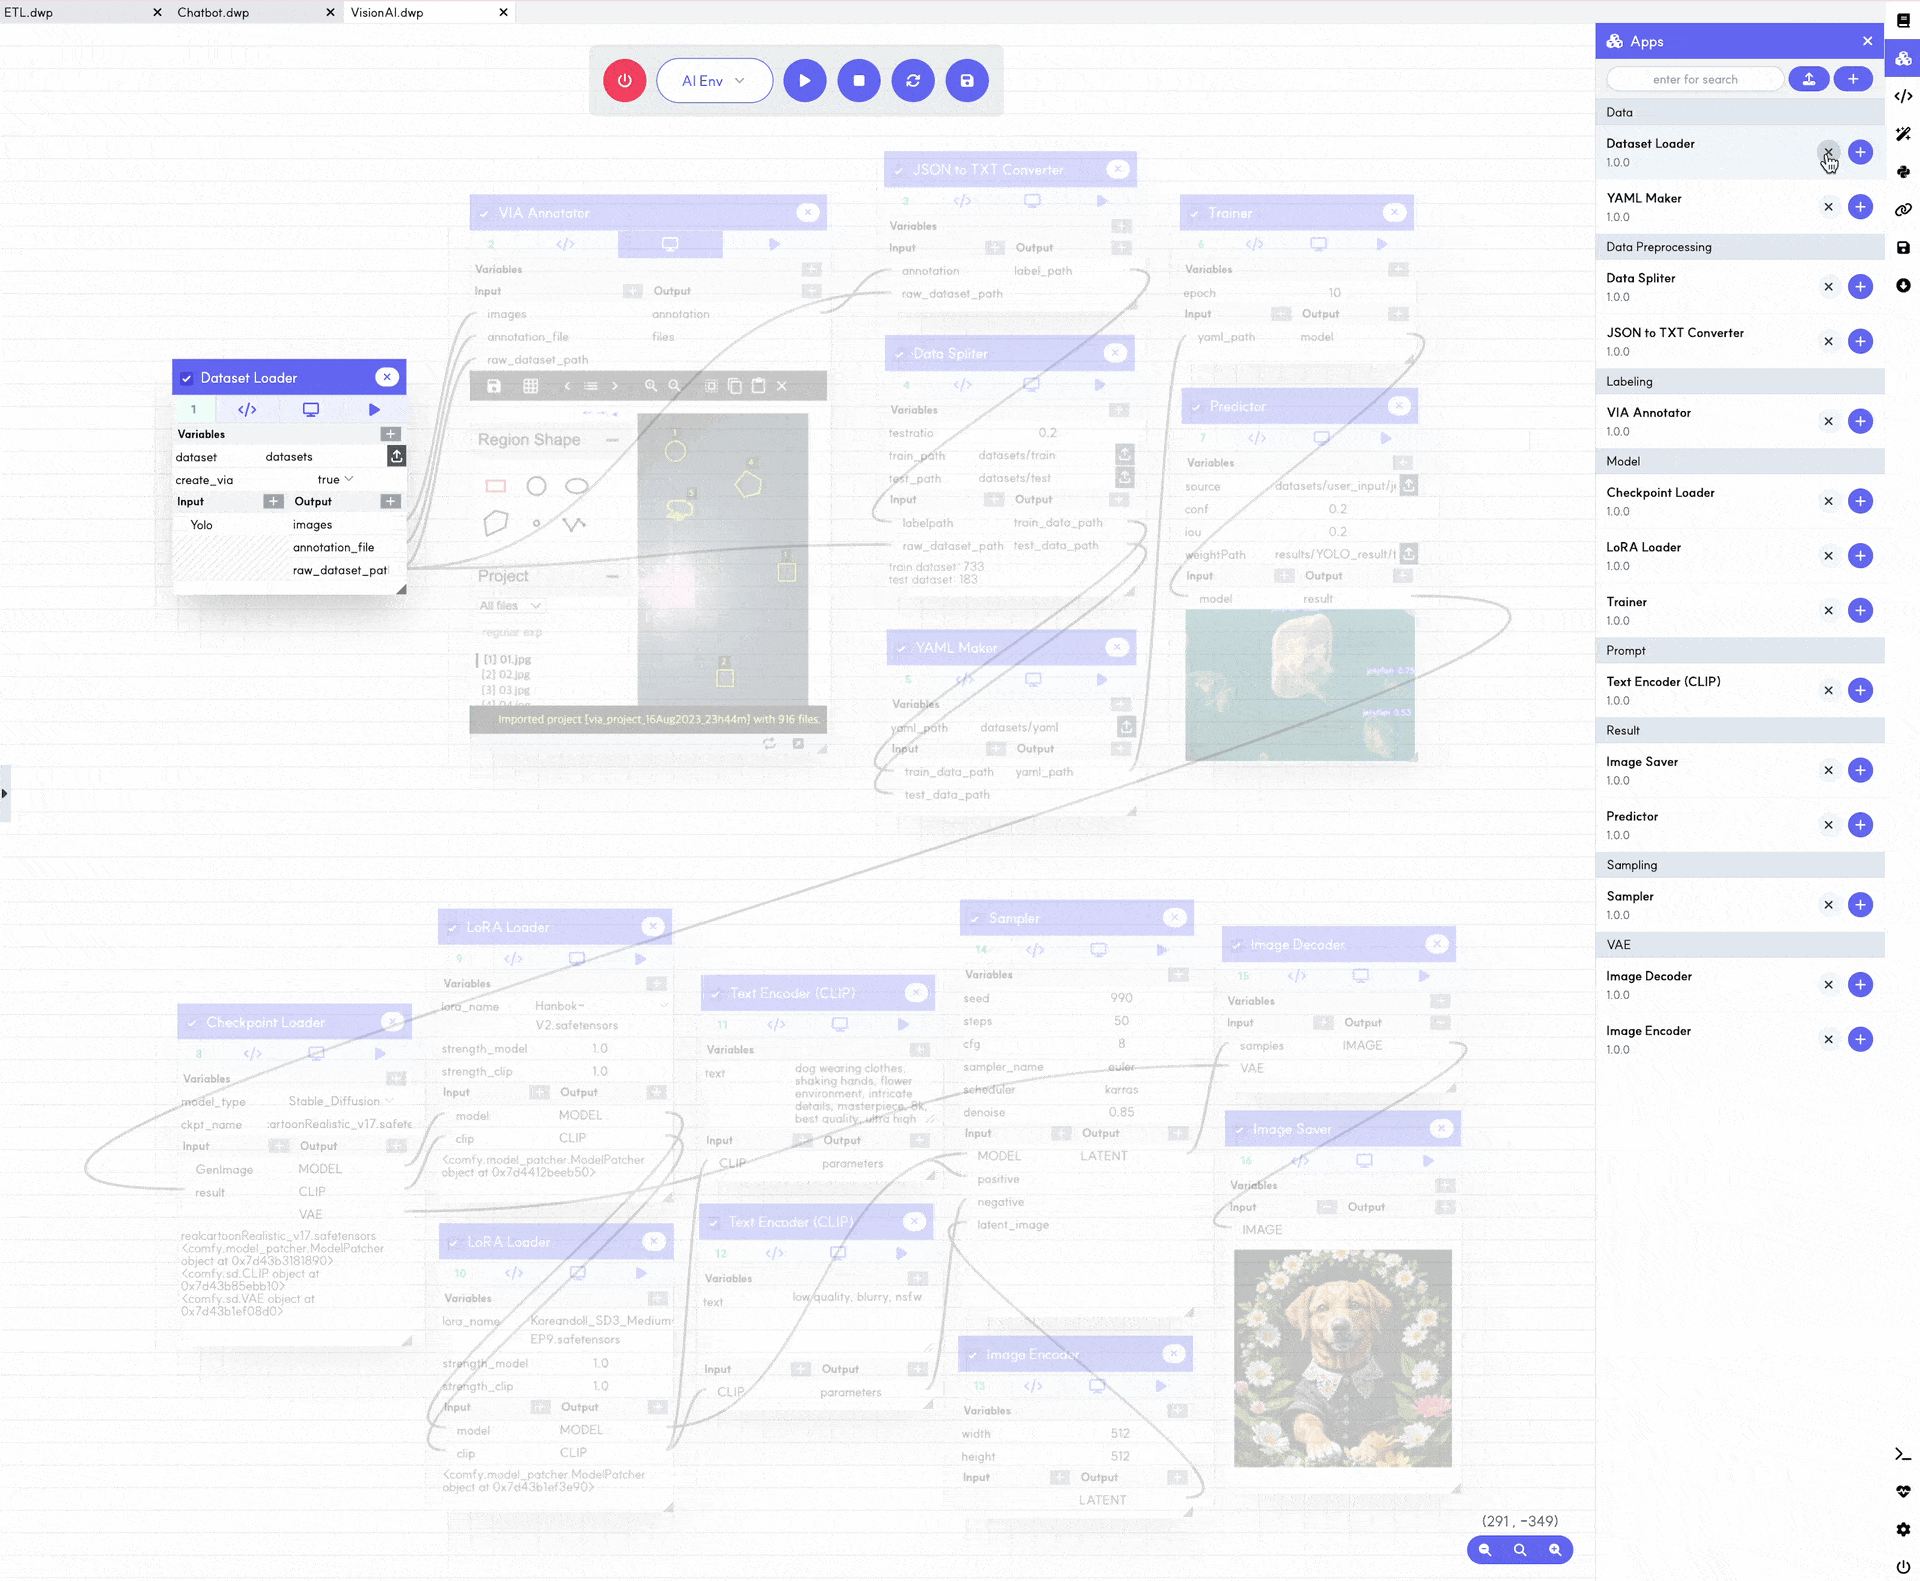 ETL.dwp
Chatbot.dwp
VisionAI.dwp
AI Env
Dataset Loader
1
Variables
dataset datasets
create_via true
Input Output
Yolo images
annotation_file
raw_dataset_pat
VIA Annotator
2
Variables
Input Output
images annotation
annotation_file files
raw_dataset_path
Region Shape
Project
All files
regular exp
[1] 01.jpg
[2] 02.jpg
[3] 03.jpg
Imported project [via_project_16Aug2023_23h44m] with 916 files.
JSON to TXT Converter
3
Variables
Input Output
annotation label_path
raw_dataset_path
Data Spliter
4
Variables
testratio 0.2
train_path datasets/train
test_path datasets/test
Input Output
labelpath train_data_path
raw_dataset_path test_data_path
train dataset: 733
test dataset: 183
YAML Maker
5
Variables
yaml_path datasets/yaml
Input Output
train_data_path yaml_path
test_data_path
Trainer
6
Variables
epoch 10
Input Output
yaml_path model
Predictor
7
Variables
source datasets/user_input/j
conf 0.2
iou 0.2
weightPath results/YOLO_result/t
Input Output
model result
jellyfish 0.53
Checkpoint Loader
8
Variables
model_type Stable_Diffusion
ckpt_name artoonRealistic_v17.safete
Input Output
GenImage MODEL
result CLIP
VAE
realcartoonRealistic_v17.safetensors
<comfy.model_patcher.ModelPatcher
object at 0x7d43b3181890>
<comfy.sd.CLIP object at
0x7d43b85ebb10>
<comfy.sd.VAE object at
0x7d43b1ef08d0>
LoRA Loader
9
Variables
lora_name Hanbok~
V2.safetensors
strength_model 1.0
strength_clip 1.0
Input Output
model MODEL
clip CLIP
<comfy.model_patcher.ModelPatcher
object at 0x7d4412beeb50>
LoRA Loader
10
Variables
lora_name Koreandoll_SD3_Medium
EP9.safetensors
strength_model 1.0
strength_clip 1.0
Input Output
model MODEL
clip CLIP
<comfy.model_patcher.ModelPatcher
object at 0x7d43b1ef3e90>
Text Encoder (CLIP)
11
Variables
text dog wearing clothes,
shaking hands, flower
environment, intricate
details, masterpiece, 8k,
best quality, ultra high
Input Output
CLIP parameters
Text Encoder (CLIP)
12
Variables
text low quality, blurry, nsfw
Input Output
CLIP parameters
Sampler
14
Variables
seed 990
steps 50
cfg 8
sampler_name euler
scheduler karras
denoise 0.85
Input Output
MODEL LATENT
positive
negative
latent_image
Image Encoder
13
Variables
width 512
height 512
Input Output
LATENT
Image Decoder
15
Variables
Input Output
samples IMAGE
VAE
Image Saver
16
Variables
Input Output
IMAGE
(291 , -349)
Apps
enter for search
Data
Dataset Loader
1.0.0
YAML Maker
1.0.0
Data Preprocessing
Data Spliter
1.0.0
JSON to TXT Converter
1.0.0
Labeling
VIA Annotator
1.0.0
Model
Checkpoint Loader
1.0.0
LoRA Loader
1.0.0
Trainer
1.0.0
Prompt
Text Encoder (CLIP)
1.0.0
Result
Image Saver
1.0.0
Predictor
1.0.0
Sampling
Sampler
1.0.0
VAE
Image Decoder
1.0.0
Image Encoder
1.0.0